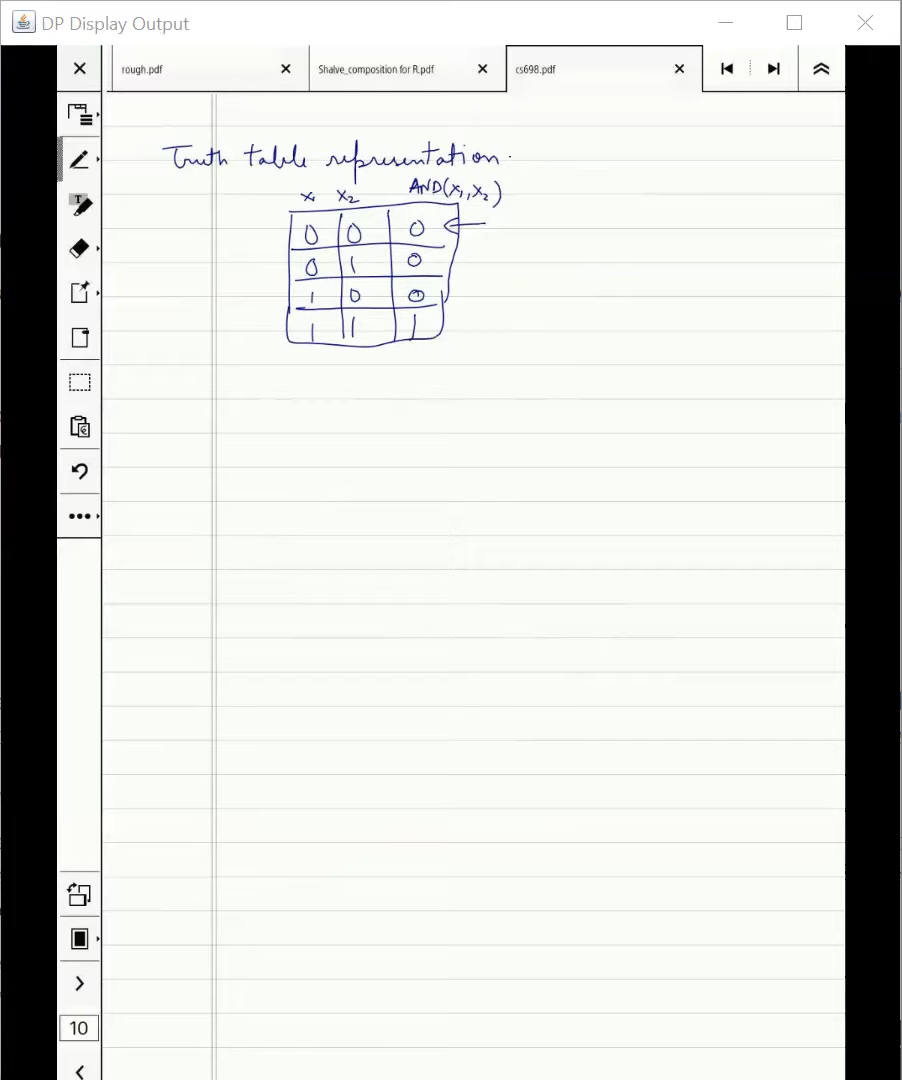 DP Display Output
rough.pdf
Shalve_composition for R.pdf
cs698.pdf
Truth table representation.
x₁ x₂ AND(x₁,x₂)
0 0 0
0 1 0
1 0 0
1 1 1
10